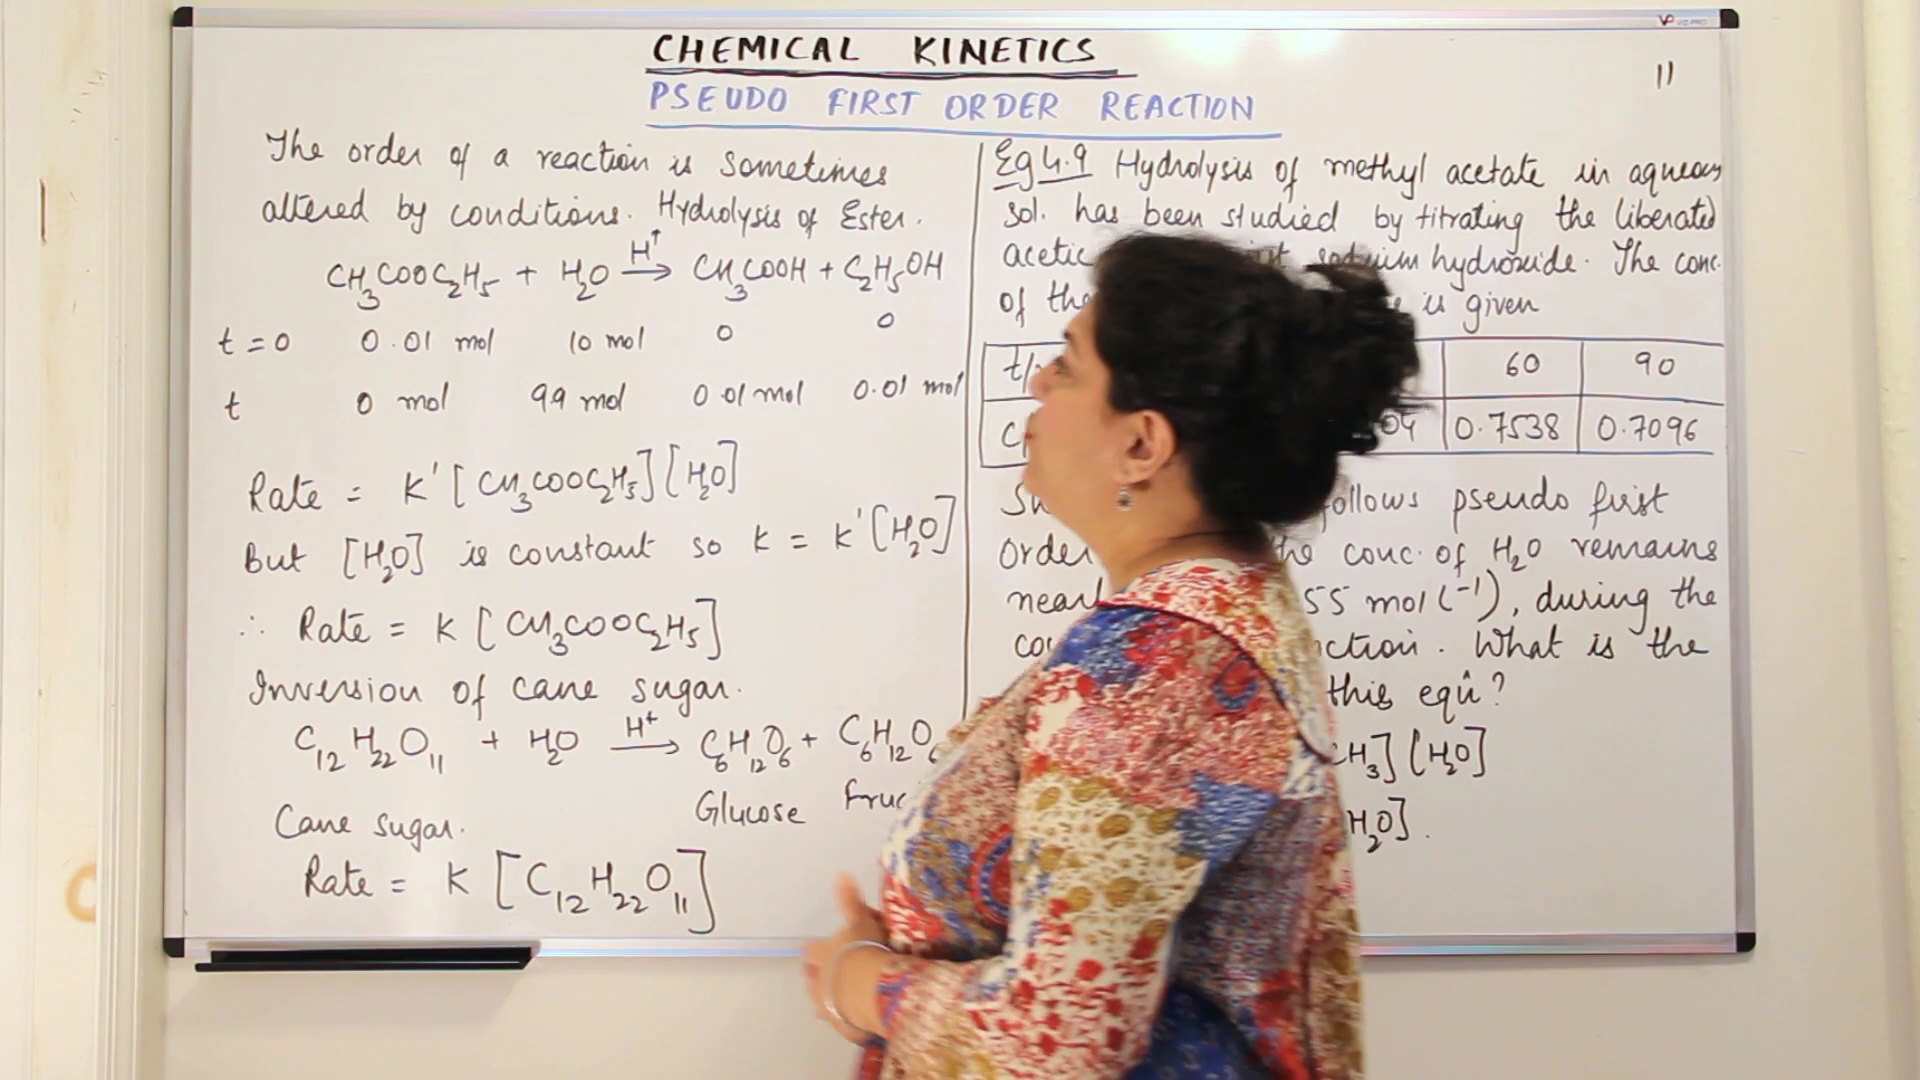 VIZ-PRO
CHEMICAL KINETICS
11
PSEUDO FIRST ORDER REACTION
The order of a reaction is sometimes
altered by conditions. Hydrolysis of Ester.
CH₃COOC₂H₅ + H₂O →(H⁺) CH₃COOH + C₂H₅OH
t = 0 0.01 mol 10 mol 0 0
t 0 mol 9.9 mol 0.01 mol 0.01 mol
Rate = K' [CH₃COOC₂H₅][H₂O]
But [H₂O] is constant so K = K'[H₂O]
∴ Rate = K [CH₃COOC₂H₅]
Inversion of cane sugar.
C₁₂H₂₂O₁₁ + H₂O →(H⁺) C₆H₁₂O₆ + C₆H₁₂O₆
Cane sugar. Glucose Fruc
Rate = K [C₁₂H₂₂O₁₁]
Eg 4.9 Hydrolysis of methyl acetate in aqueous
sol. has been studied by titrating the liberated
acetic sodium hydroxide. The conc.
of the is given
t/ 60 90
C 04 0.7538 0.7096
follows pseudo first
Order the conc. of H₂O remains
55 mol L⁻¹), during the
What is the
this equn̂?
CH₃][H₂O]
H₂O].